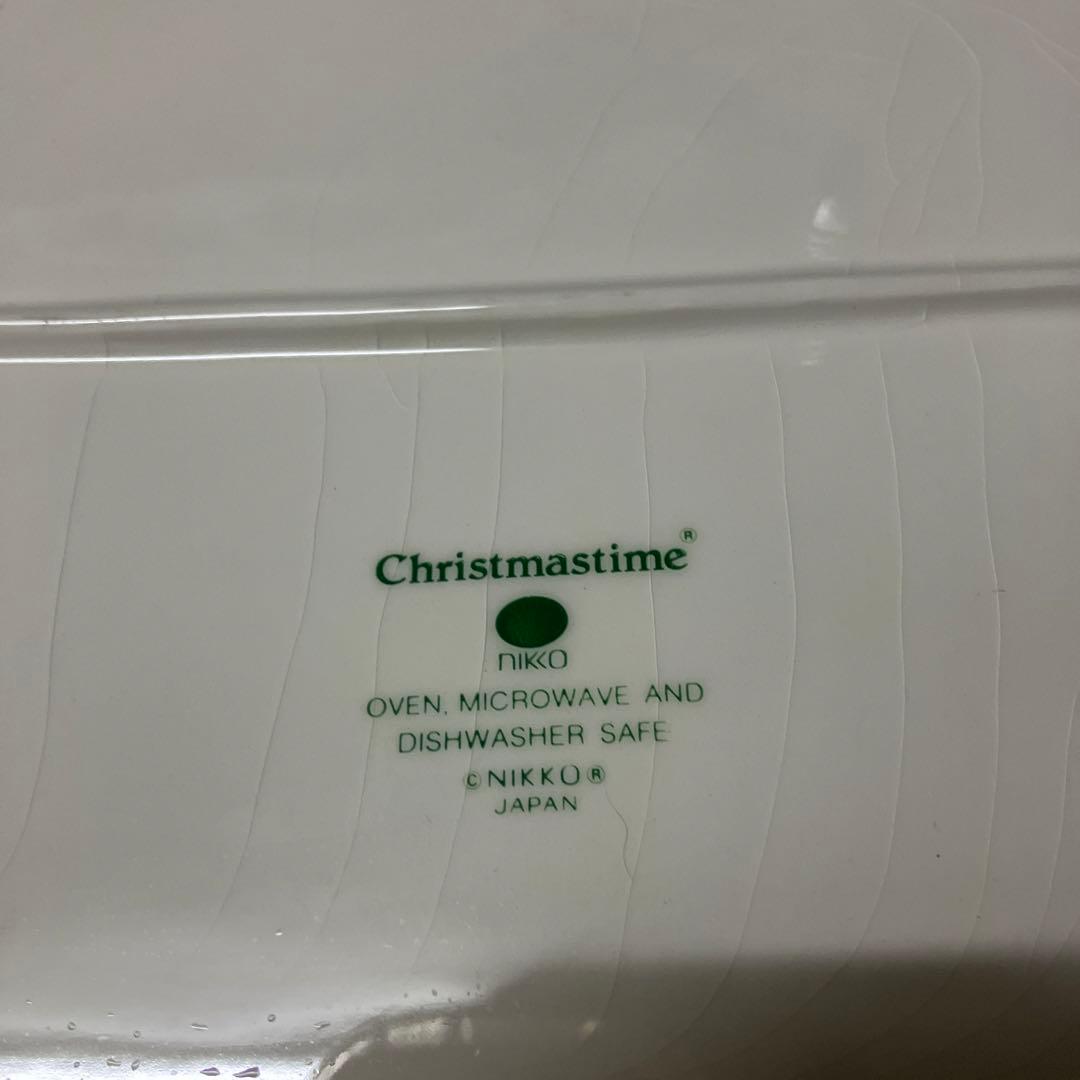 Christmastime®
nikko
OVEN, MICROWAVE AND
DISHWASHER SAFE
©NIKKO®
JAPAN